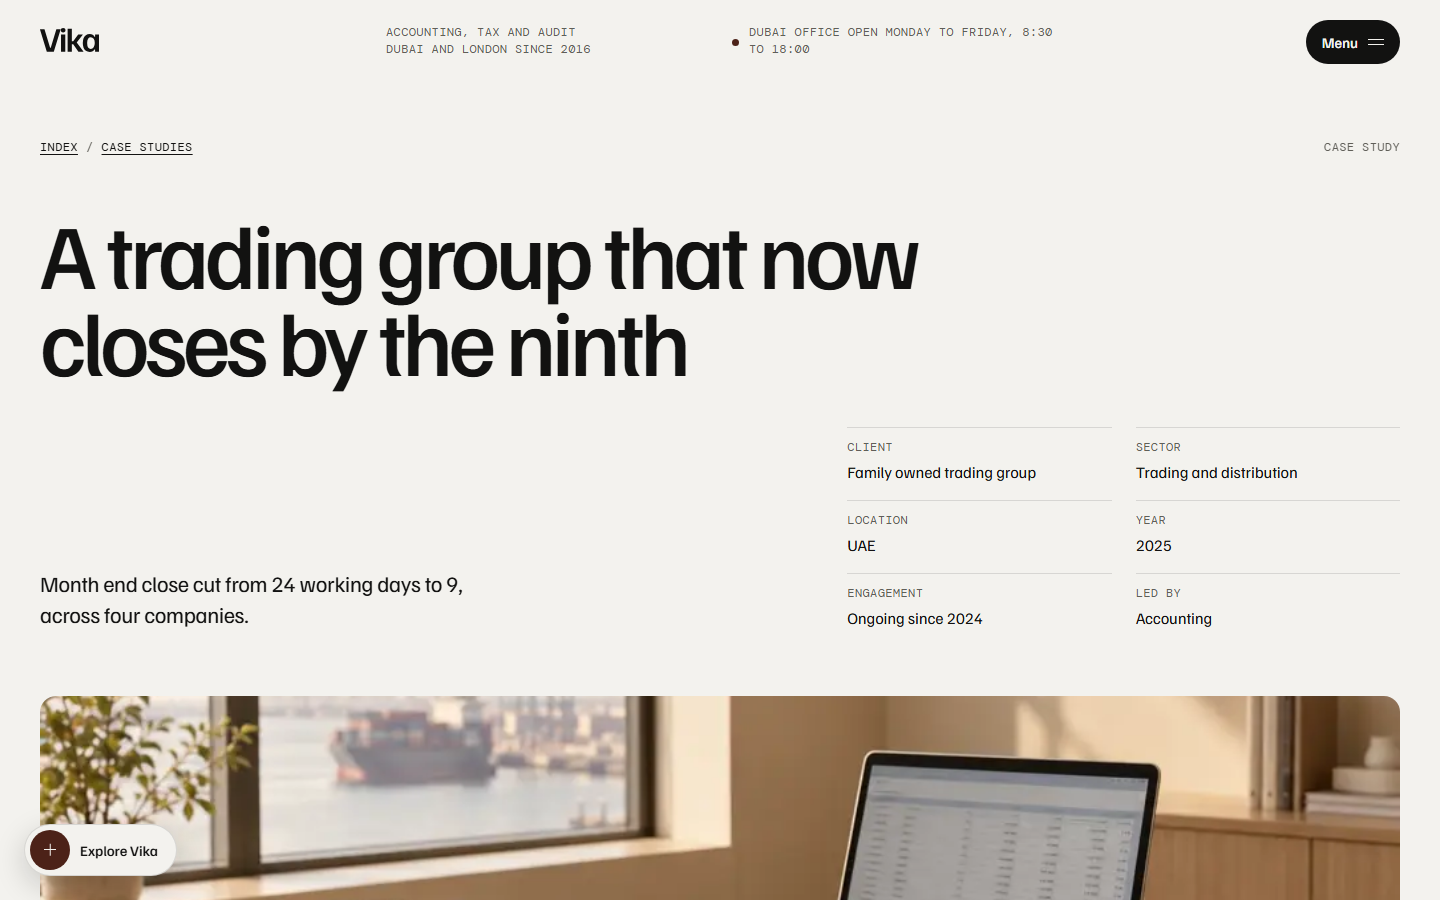 Vika
ACCOUNTING, TAX AND AUDIT
DUBAI AND LONDON SINCE 2016
DUBAI OFFICE OPEN MONDAY TO FRIDAY, 8:30
TO 18:00
Menu
INDEX / CASE STUDIES
CASE STUDY
A trading group that now
closes by the ninth
CLIENT
Family owned trading group
SECTOR
Trading and distribution
LOCATION
UAE
YEAR
2025
Month end close cut from 24 working days to 9,
across four companies.
ENGAGEMENT
Ongoing since 2024
LED BY
Accounting
Explore Vika